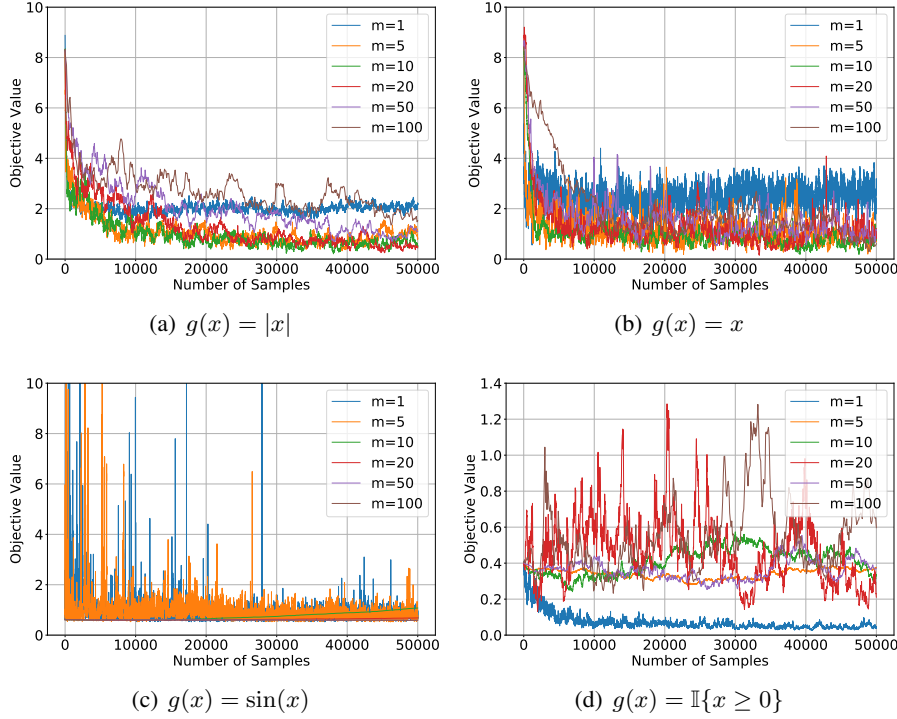 10
8
6
4
2
0
Objective Value
0 10000 20000 30000 40000 50000
Number of Samples
m=1
m=5
m=10
m=20
m=50
m=100
(a) g(x) = |x|
10
8
6
4
2
0
Objective Value
0 10000 20000 30000 40000 50000
Number of Samples
m=1
m=5
m=10
m=20
m=50
m=100
(b) g(x) = x
10
8
6
4
2
0
Objective Value
0 10000 20000 30000 40000 50000
Number of Samples
m=1
m=5
m=10
m=20
m=50
m=100
(c) g(x) = sin(x)
1.4
1.2
1.0
0.8
0.6
0.4
0.2
0.0
Objective Value
0 10000 20000 30000 40000 50000
Number of Samples
m=1
m=5
m=10
m=20
m=50
m=100
(d) g(x) = 𝕀{x ≥ 0}